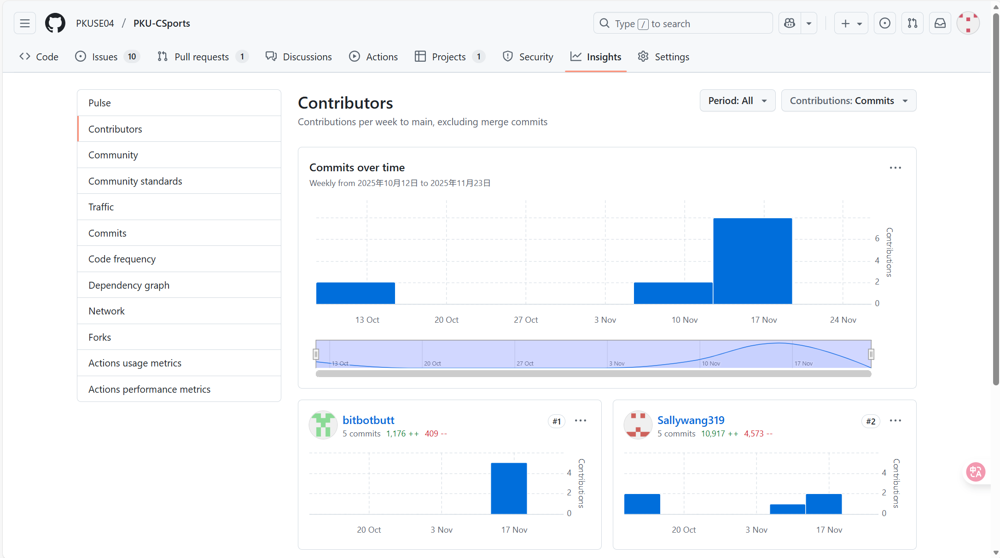 PKUSE04 / PKU-CSports
Type / to search
Code
Issues 10
Pull requests 1
Discussions
Actions
Projects 1
Security
Insights
Settings
Pulse
Contributors
Community
Community standards
Traffic
Commits
Code frequency
Dependency graph
Network
Forks
Actions usage metrics
Actions performance metrics
Contributors
Contributions per week to main, excluding merge commits
Period: All
Contributions: Commits
Commits over time
Weekly from 2025年10月12日 to 2025年11月23日
6
4
2
0
Contributions
13 Oct 20 Oct 27 Oct 3 Nov 10 Nov 17 Nov 24 Nov
13 Oct 20 Oct 27 Oct 3 Nov 10 Nov 17 Nov
bitbotbutt
#1
5 commits 1,176 ++ 409 --
4
2
0
Contributions
20 Oct 3 Nov 17 Nov
Sallywang319
#2
5 commits 10,917 ++ 4,573 --
4
2
0
Contributions
20 Oct 3 Nov 17 Nov
中A